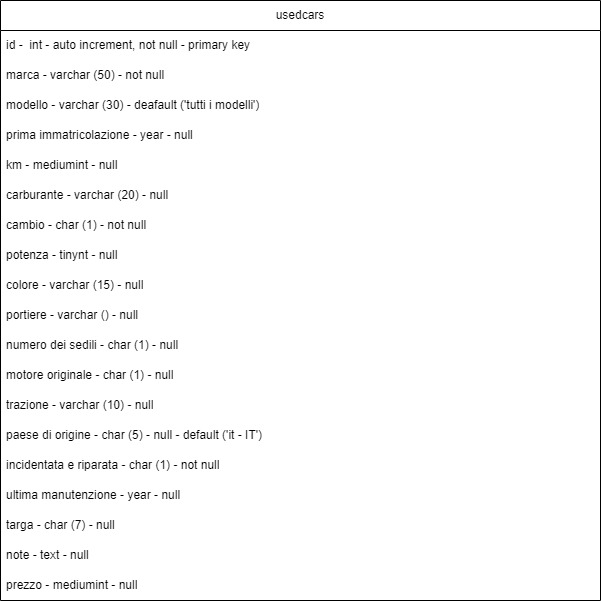 usedcars
id -  int - auto increment, not null - primary key
marca - varchar (50) - not null
modello - varchar (30) - deafault ('tutti i modelli')
prima immatricolazione - year - null
km - mediumint - null
carburante - varchar (20) - null
cambio - char (1) - not null
potenza - tinynt - null
colore - varchar (15) - null
portiere - varchar () - null
numero dei sedili - char (1) - null
motore originale - char (1) - null
trazione - varchar (10) - null
paese di origine - char (5) - null - default ('it - IT')
incidentata e riparata - char (1) - not null
ultima manutenzione - year - null
targa - char (7) - null
note - text - null
prezzo - mediumint - null